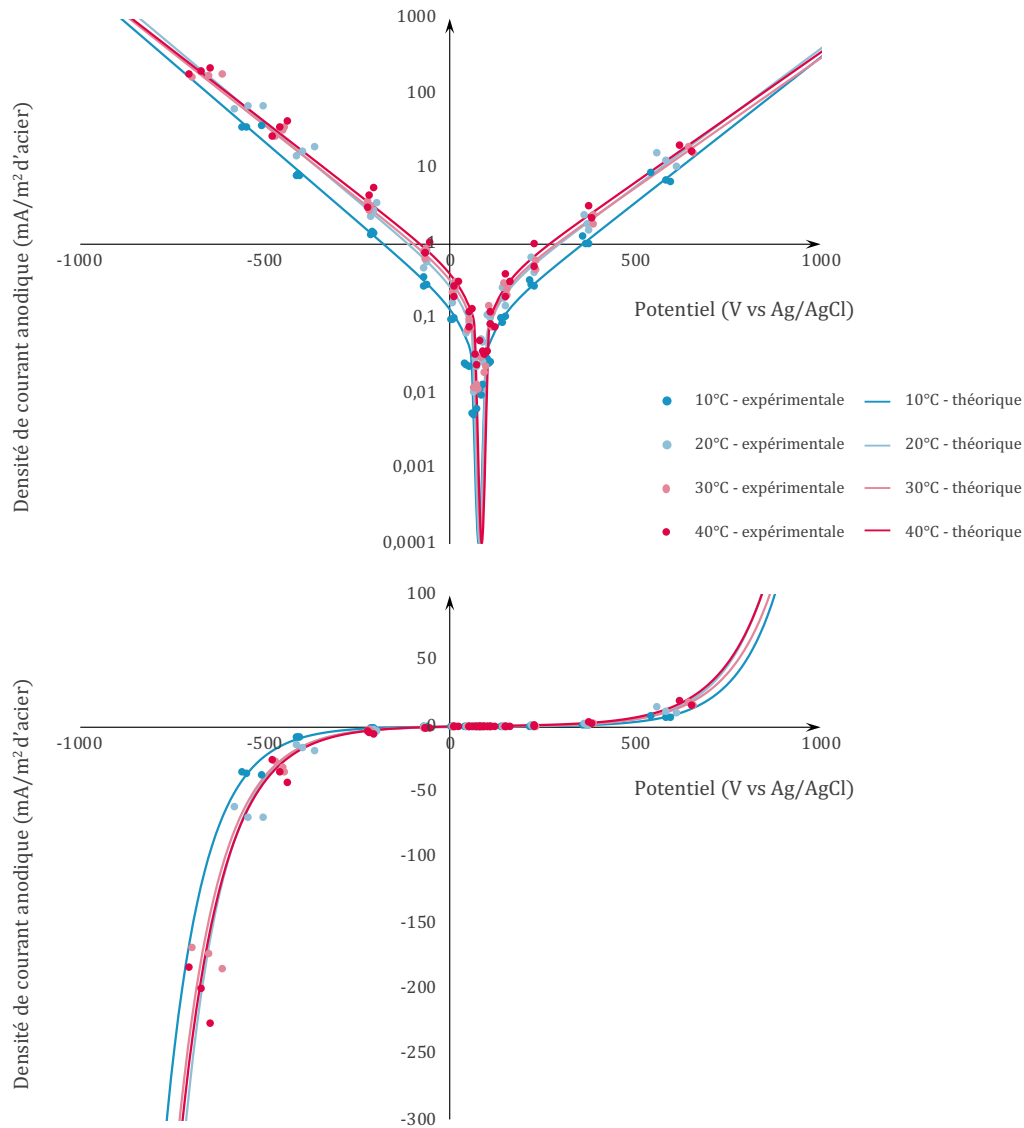 Densité de courant anodique (mA/m² d'acier)
1000
100
10
1
-1000
-500
0
500
1000
0,1
Potentiel (V vs Ag/AgCl)
0,01
0,001
0,0001
10°C - expérimentale
10°C - théorique
20°C - expérimentale
20°C - théorique
30°C - expérimentale
30°C - théorique
40°C - expérimentale
40°C - théorique
Densité de courant anodique (mA/m² d'acier)
100
50
0
-1000
-500
0
500
1000
-50
Potentiel (V vs Ag/AgCl)
-100
-150
-200
-250
-300